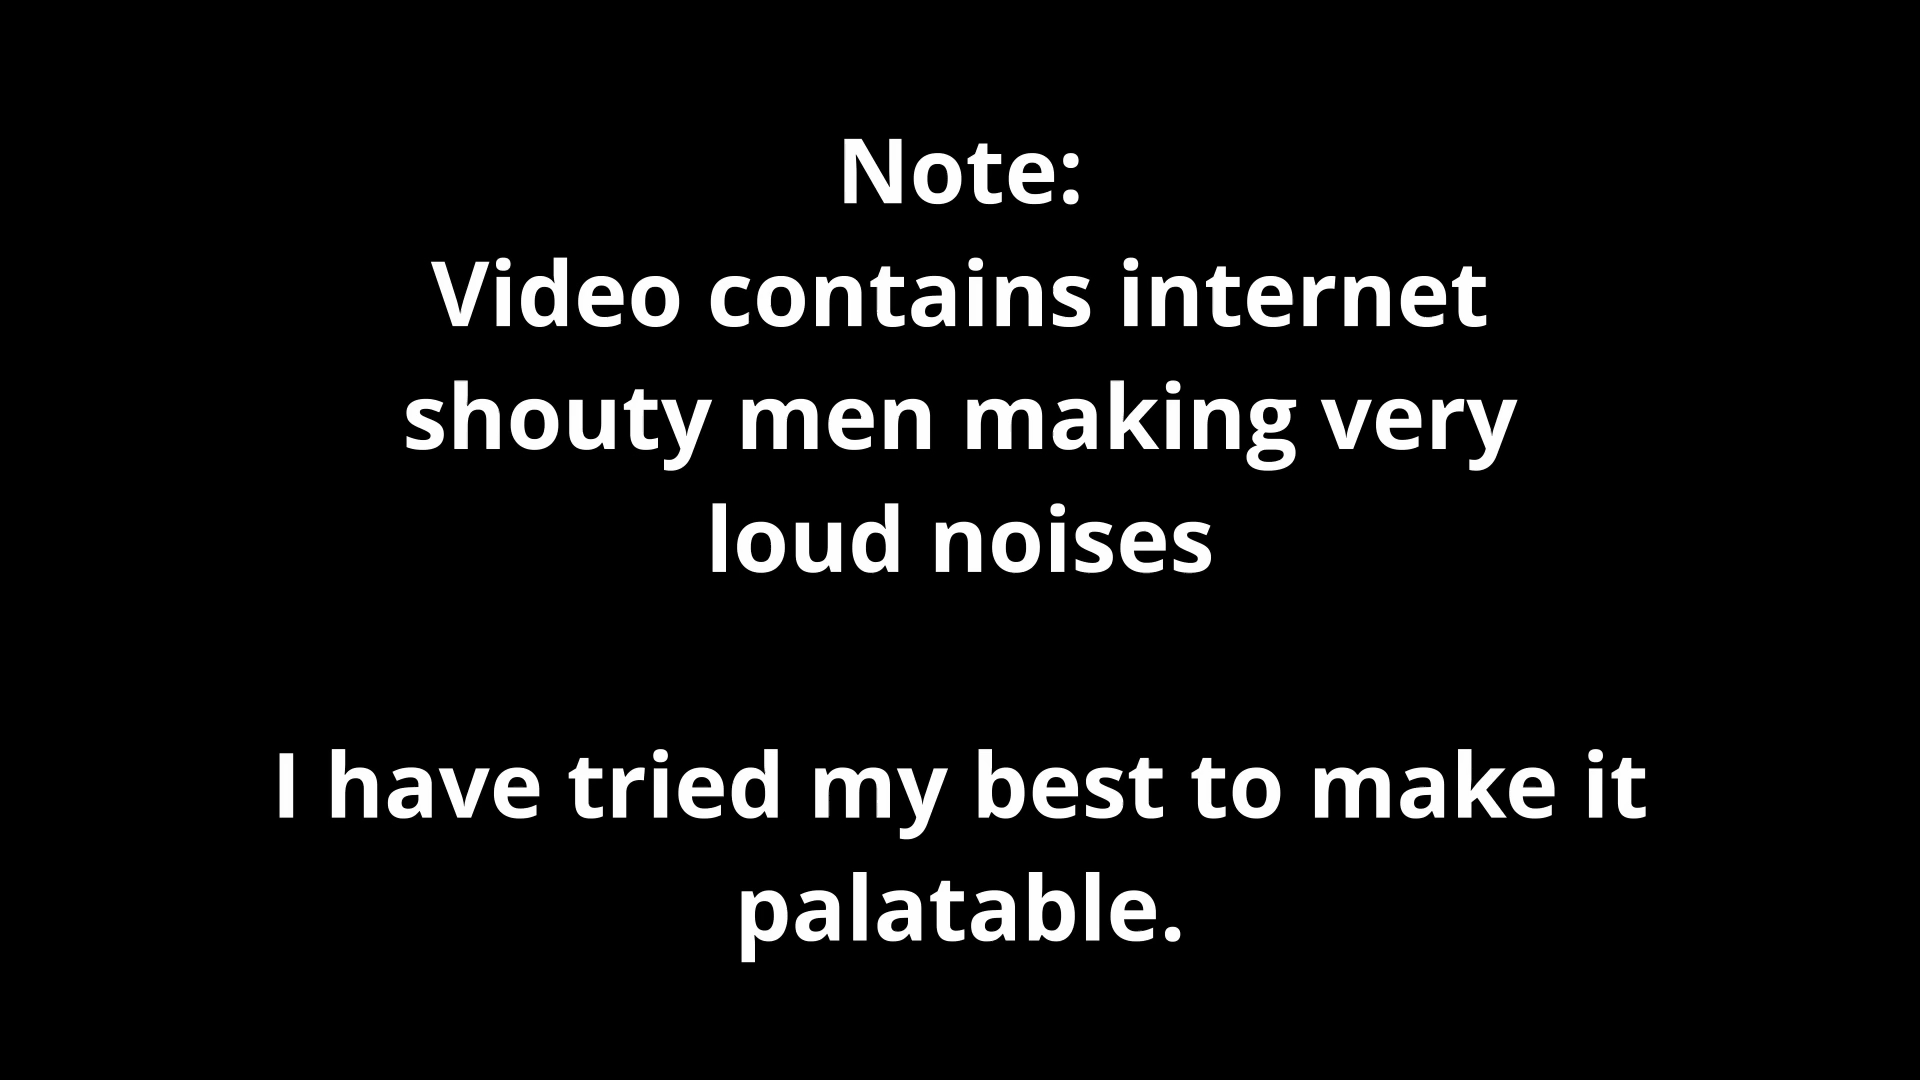 Note:
Video contains internet
shouty men making very
loud noises
I have tried my best to make it
palatable.